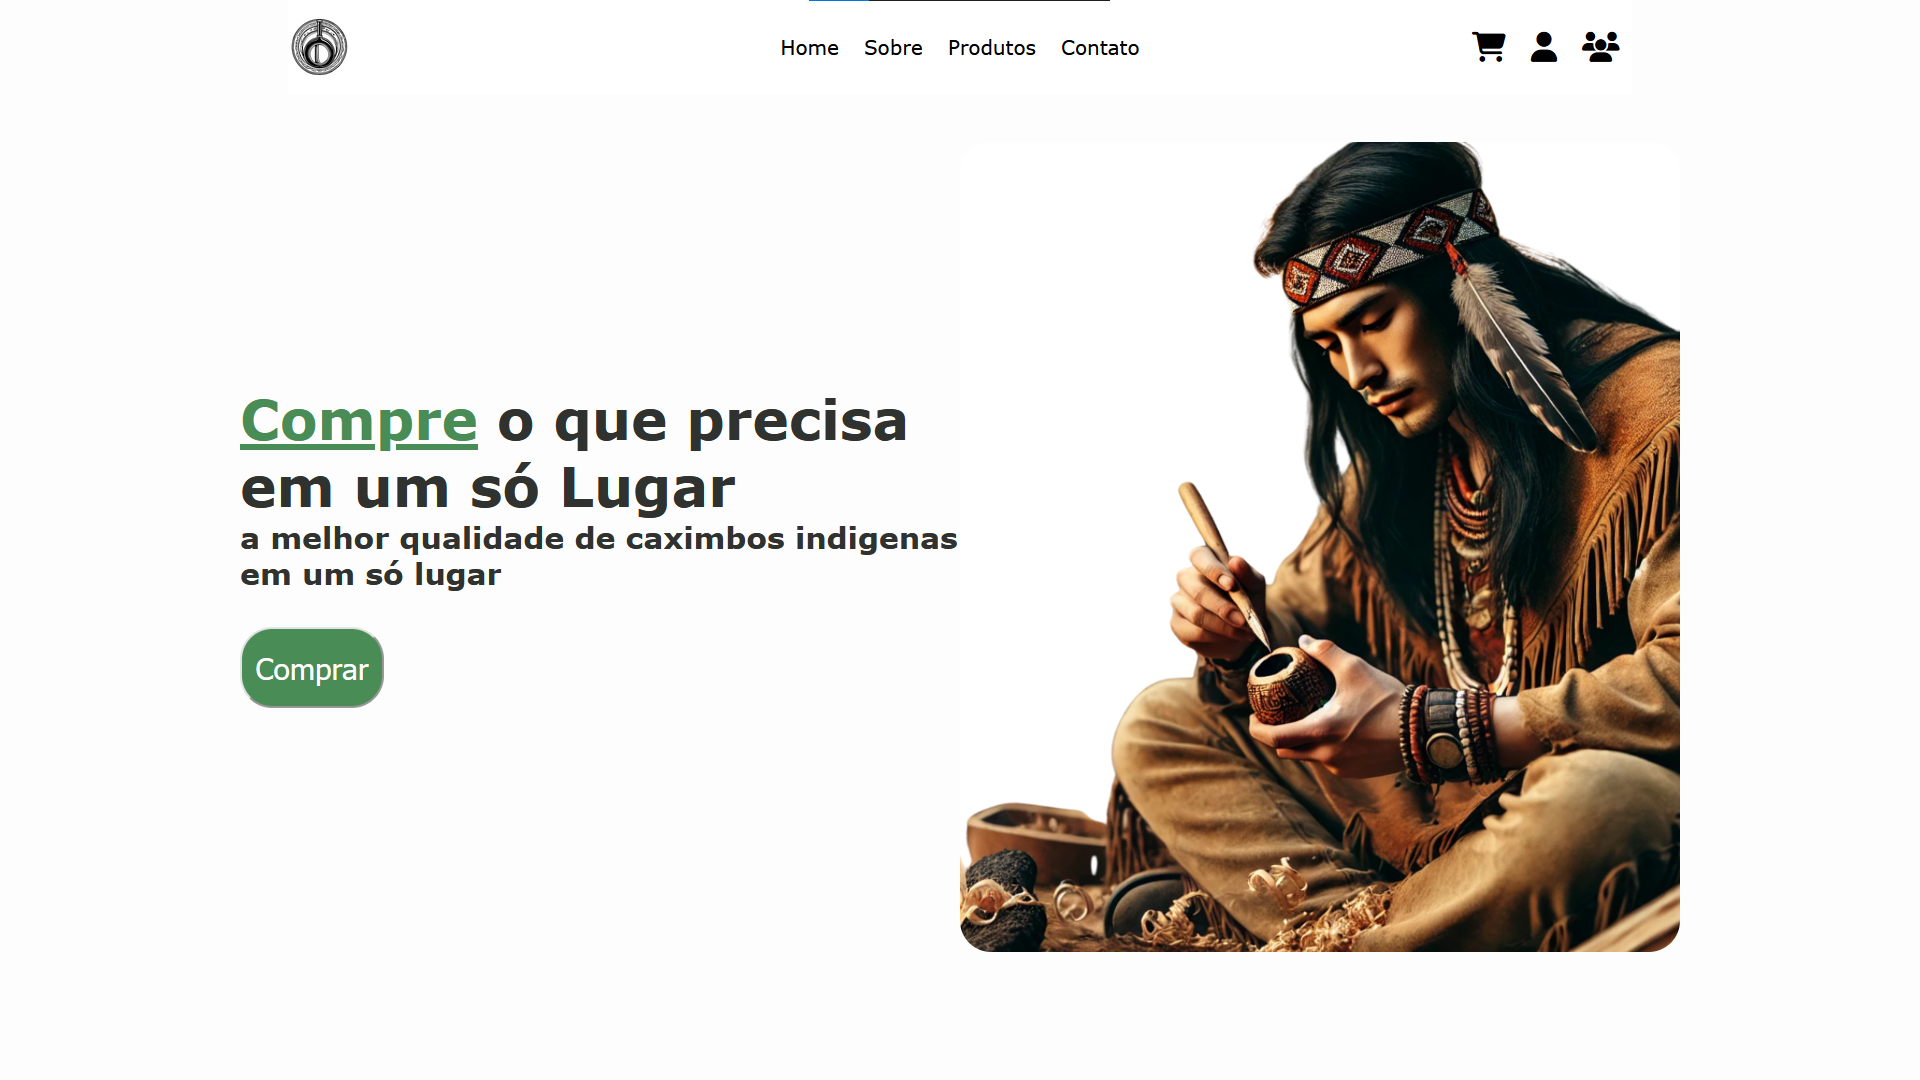 Home Sobre Produtos Contato
Compre o que precisa
em um só Lugar
a melhor qualidade de caximbos indigenas
em um só lugar
Comprar